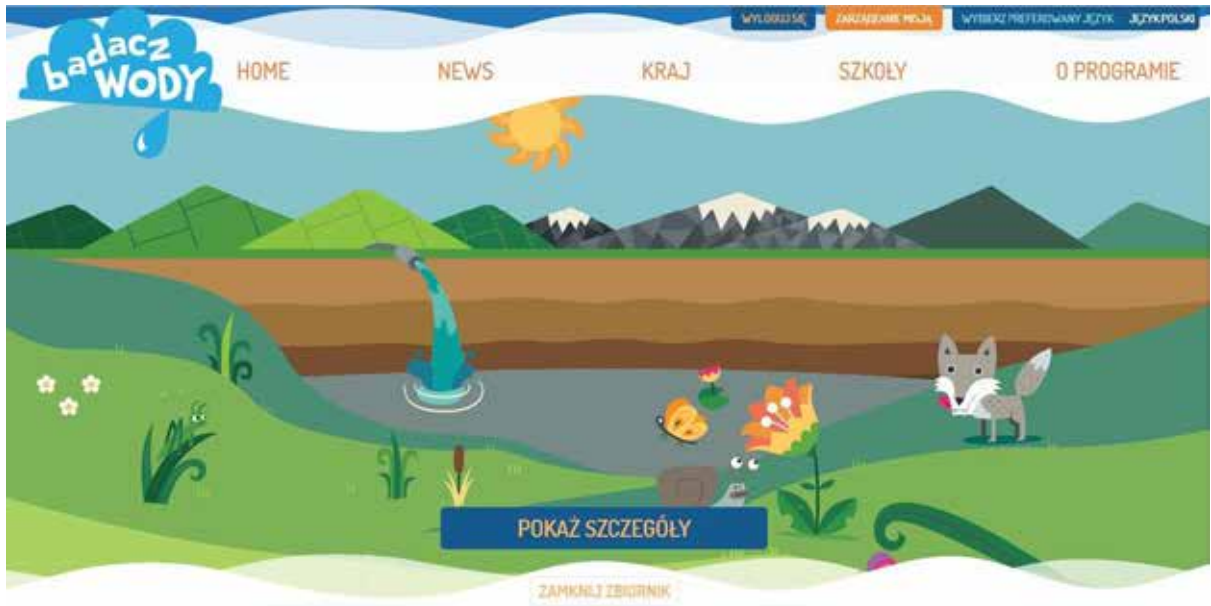 WYLOGUJ SIĘ
ZARZĄDZANIE MISJĄ
WYBIERZ PREFEROWANY JĘZYK JĘZYK POLSKI
badacz
WODY
HOME NEWS KRAJ SZKOŁY O PROGRAMIE
POKAŻ SZCZEGÓŁY
ZAMKNIJ ZBIORNIK